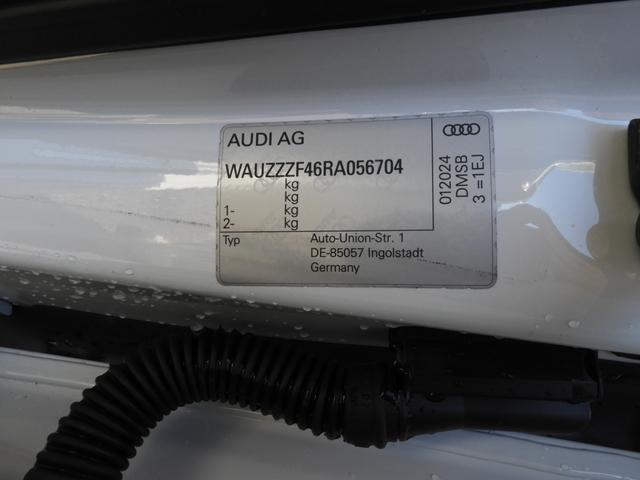 AUDI AG
WAUZZZF46RA056704
kg
kg
1- kg
2- kg
Typ
Auto-Union-Str. 1
DE-85057 Ingolstadt
Germany
012024
DMSB
3 =1EJ